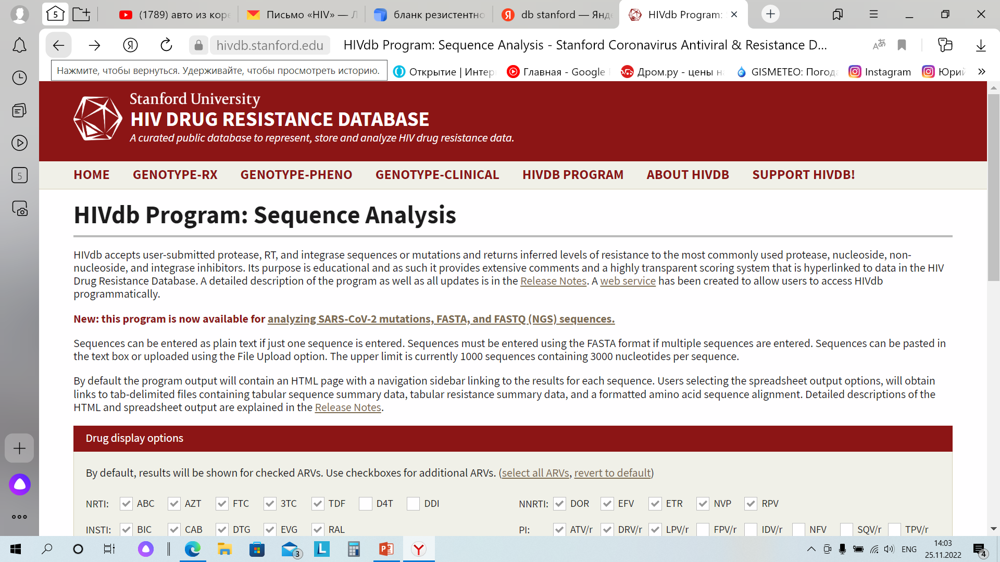 5
(1789) авто из коре
Письмо «HIV» — Л
бланк резистентно
db stanford — Янде
HIVdb Program:
hivdb.stanford.edu
HIVdb Program: Sequence Analysis - Stanford Coronavirus Antiviral & Resistance D...
Нажмите, чтобы вернуться. Удерживайте, чтобы просмотреть историю.
Открытие | Интер
Главная - Google
Дром.ру - цены на
GISMETEO: Погода
Instagram
Юрий
»
Stanford University
HIV DRUG RESISTANCE DATABASE
A curated public database to represent, store and analyze HIV drug resistance data.
5
HOME GENOTYPE-RX GENOTYPE-PHENO GENOTYPE-CLINICAL HIVDB PROGRAM ABOUT HIVDB SUPPORT HIVDB!
HIVdb Program: Sequence Analysis
HIVdb accepts user-submitted protease, RT, and integrase sequences or mutations and returns inferred levels of resistance to the most commonly used protease, nucleoside, non-
nucleoside, and integrase inhibitors. Its purpose is educational and as such it provides extensive comments and a highly transparent scoring system that is hyperlinked to data in the HIV
Drug Resistance Database. A detailed description of the program as well as all updates is in the Release Notes. A web service has been created to allow users to access HIVdb
programmatically.
New: this program is now available for analyzing SARS-CoV-2 mutations, FASTA, and FASTQ (NGS) sequences.
Sequences can be entered as plain text if just one sequence is entered. Sequences must be entered using the FASTA format if multiple sequences are entered. Sequences can be pasted in
the text box or uploaded using the File Upload option. The upper limit is currently 1000 sequences containing 3000 nucleotides per sequence.
By default the program output will contain an HTML page with a navigation sidebar linking to the results for each sequence. Users selecting the spreadsheet output options, will obtain
links to tab-delimited files containing tabular sequence summary data, tabular resistance summary data, and a formatted amino acid sequence alignment. Detailed descriptions of the
HTML and spreadsheet output are explained in the Release Notes.
Drug display options
By default, results will be shown for checked ARVs. Use checkboxes for additional ARVs. (select all ARVs, revert to default)
NRTI: ABC AZT FTC 3TC TDF D4T DDI NNRTI: DOR EFV ETR NVP RPV
INSTI: BIC CAB DTG EVG RAL PI: ATV/r DRV/r LPV/r FPV/r IDV/r NFV SQV/r TPV/r
3
ENG
14:03
25.11.2022
4